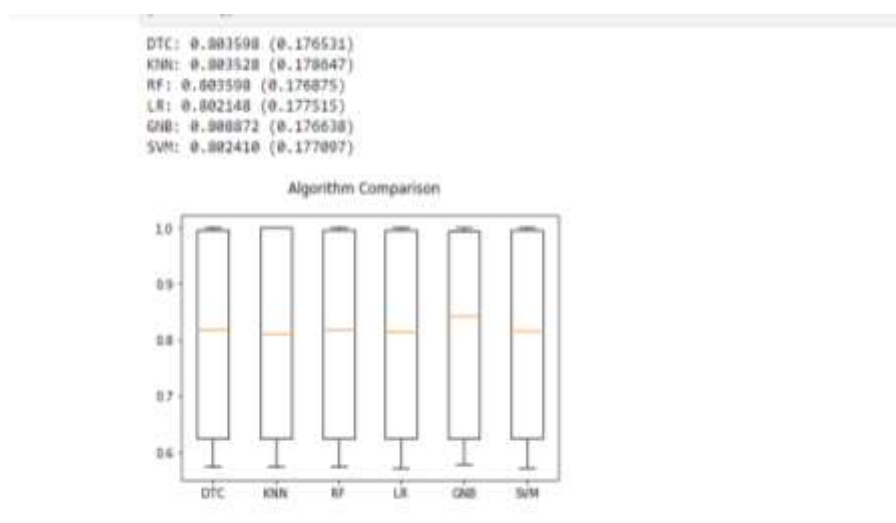 DTC: 0.803598 (0.176531)
KNN: 0.803528 (0.178647)
RF: 0.803598 (0.176875)
LR: 0.802148 (0.177515)
GNB: 0.808872 (0.176638)
SVM: 0.802410 (0.177097)
Algorithm Comparison
1.0
0.9
0.8
0.7
0.6
DTC KNN RF LR GNB SVM